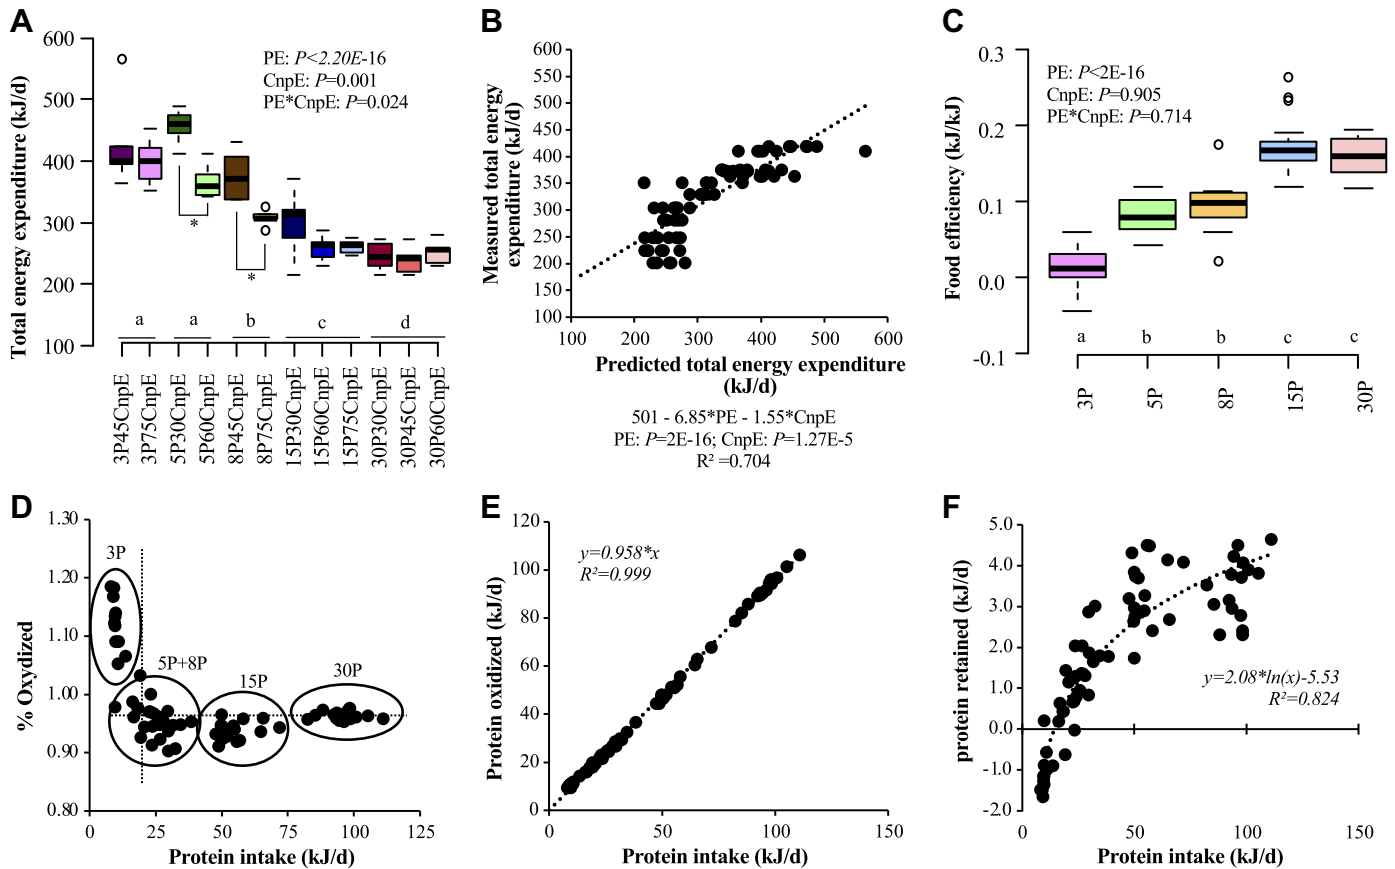 A
600
500
400
300
200
100
Total energy expenditure (kJ/d)
PE: P<2.20E-16
CnpE: P=0.001
PE*CnpE: P=0.024
*
*
a
a
b
c
d
3P45CnpE
3P75CnpE
5P30CnpE
5P60CnpE
8P45CnpE
8P75CnpE
15P30CnpE
15P60CnpE
15P75CnpE
30P30CnpE
30P45CnpE
30P60CnpE
B
600
550
500
450
400
350
300
250
200
150
100
Measured total energy
expenditure (kJ/d)
100
200
300
400
500
600
Predicted total energy expenditure
(kJ/d)
501 - 6.85*PE - 1.55*CnpE
PE: P=2E-16; CnpE: P=1.27E-5
R² =0.704
C
0.3
0.2
0.1
0.0
-0.1
Food efficiency (kJ/kJ)
PE: P<2E-16
CnpE: P=0.905
PE*CnpE: P=0.714
a
b
b
c
c
3P
5P
8P
15P
30P
D
1.30
1.20
1.10
1.00
0.90
0.80
% Oxydized
3P
5P+8P
15P
30P
0
25
50
75
100
125
Protein intake (kJ/d)
E
120
100
80
60
40
20
0
Protein oxidized (kJ/d)
y=0.958*x
R²=0.999
0
50
100
150
Protein intake (kJ/d)
F
5.0
4.0
3.0
2.0
1.0
0.0
-1.0
-2.0
protein retained (kJ/d)
y=2.08*ln(x)-5.53
R²=0.824
0
50
100
150
Protein intake (kJ/d)